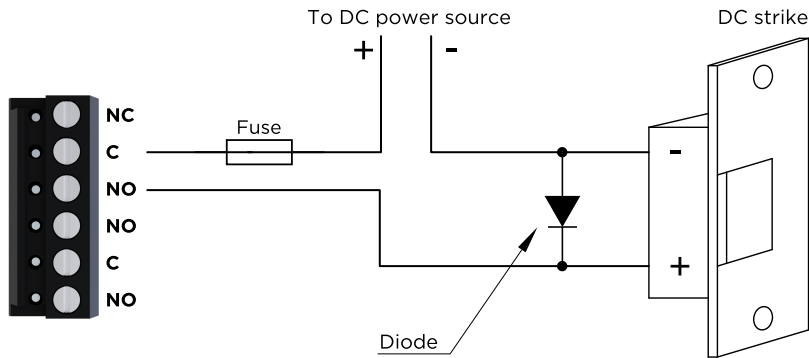 To DC power source
DC strike
+ -
NC
Fuse
C
-
NO
NO
C
+
NO
Diode